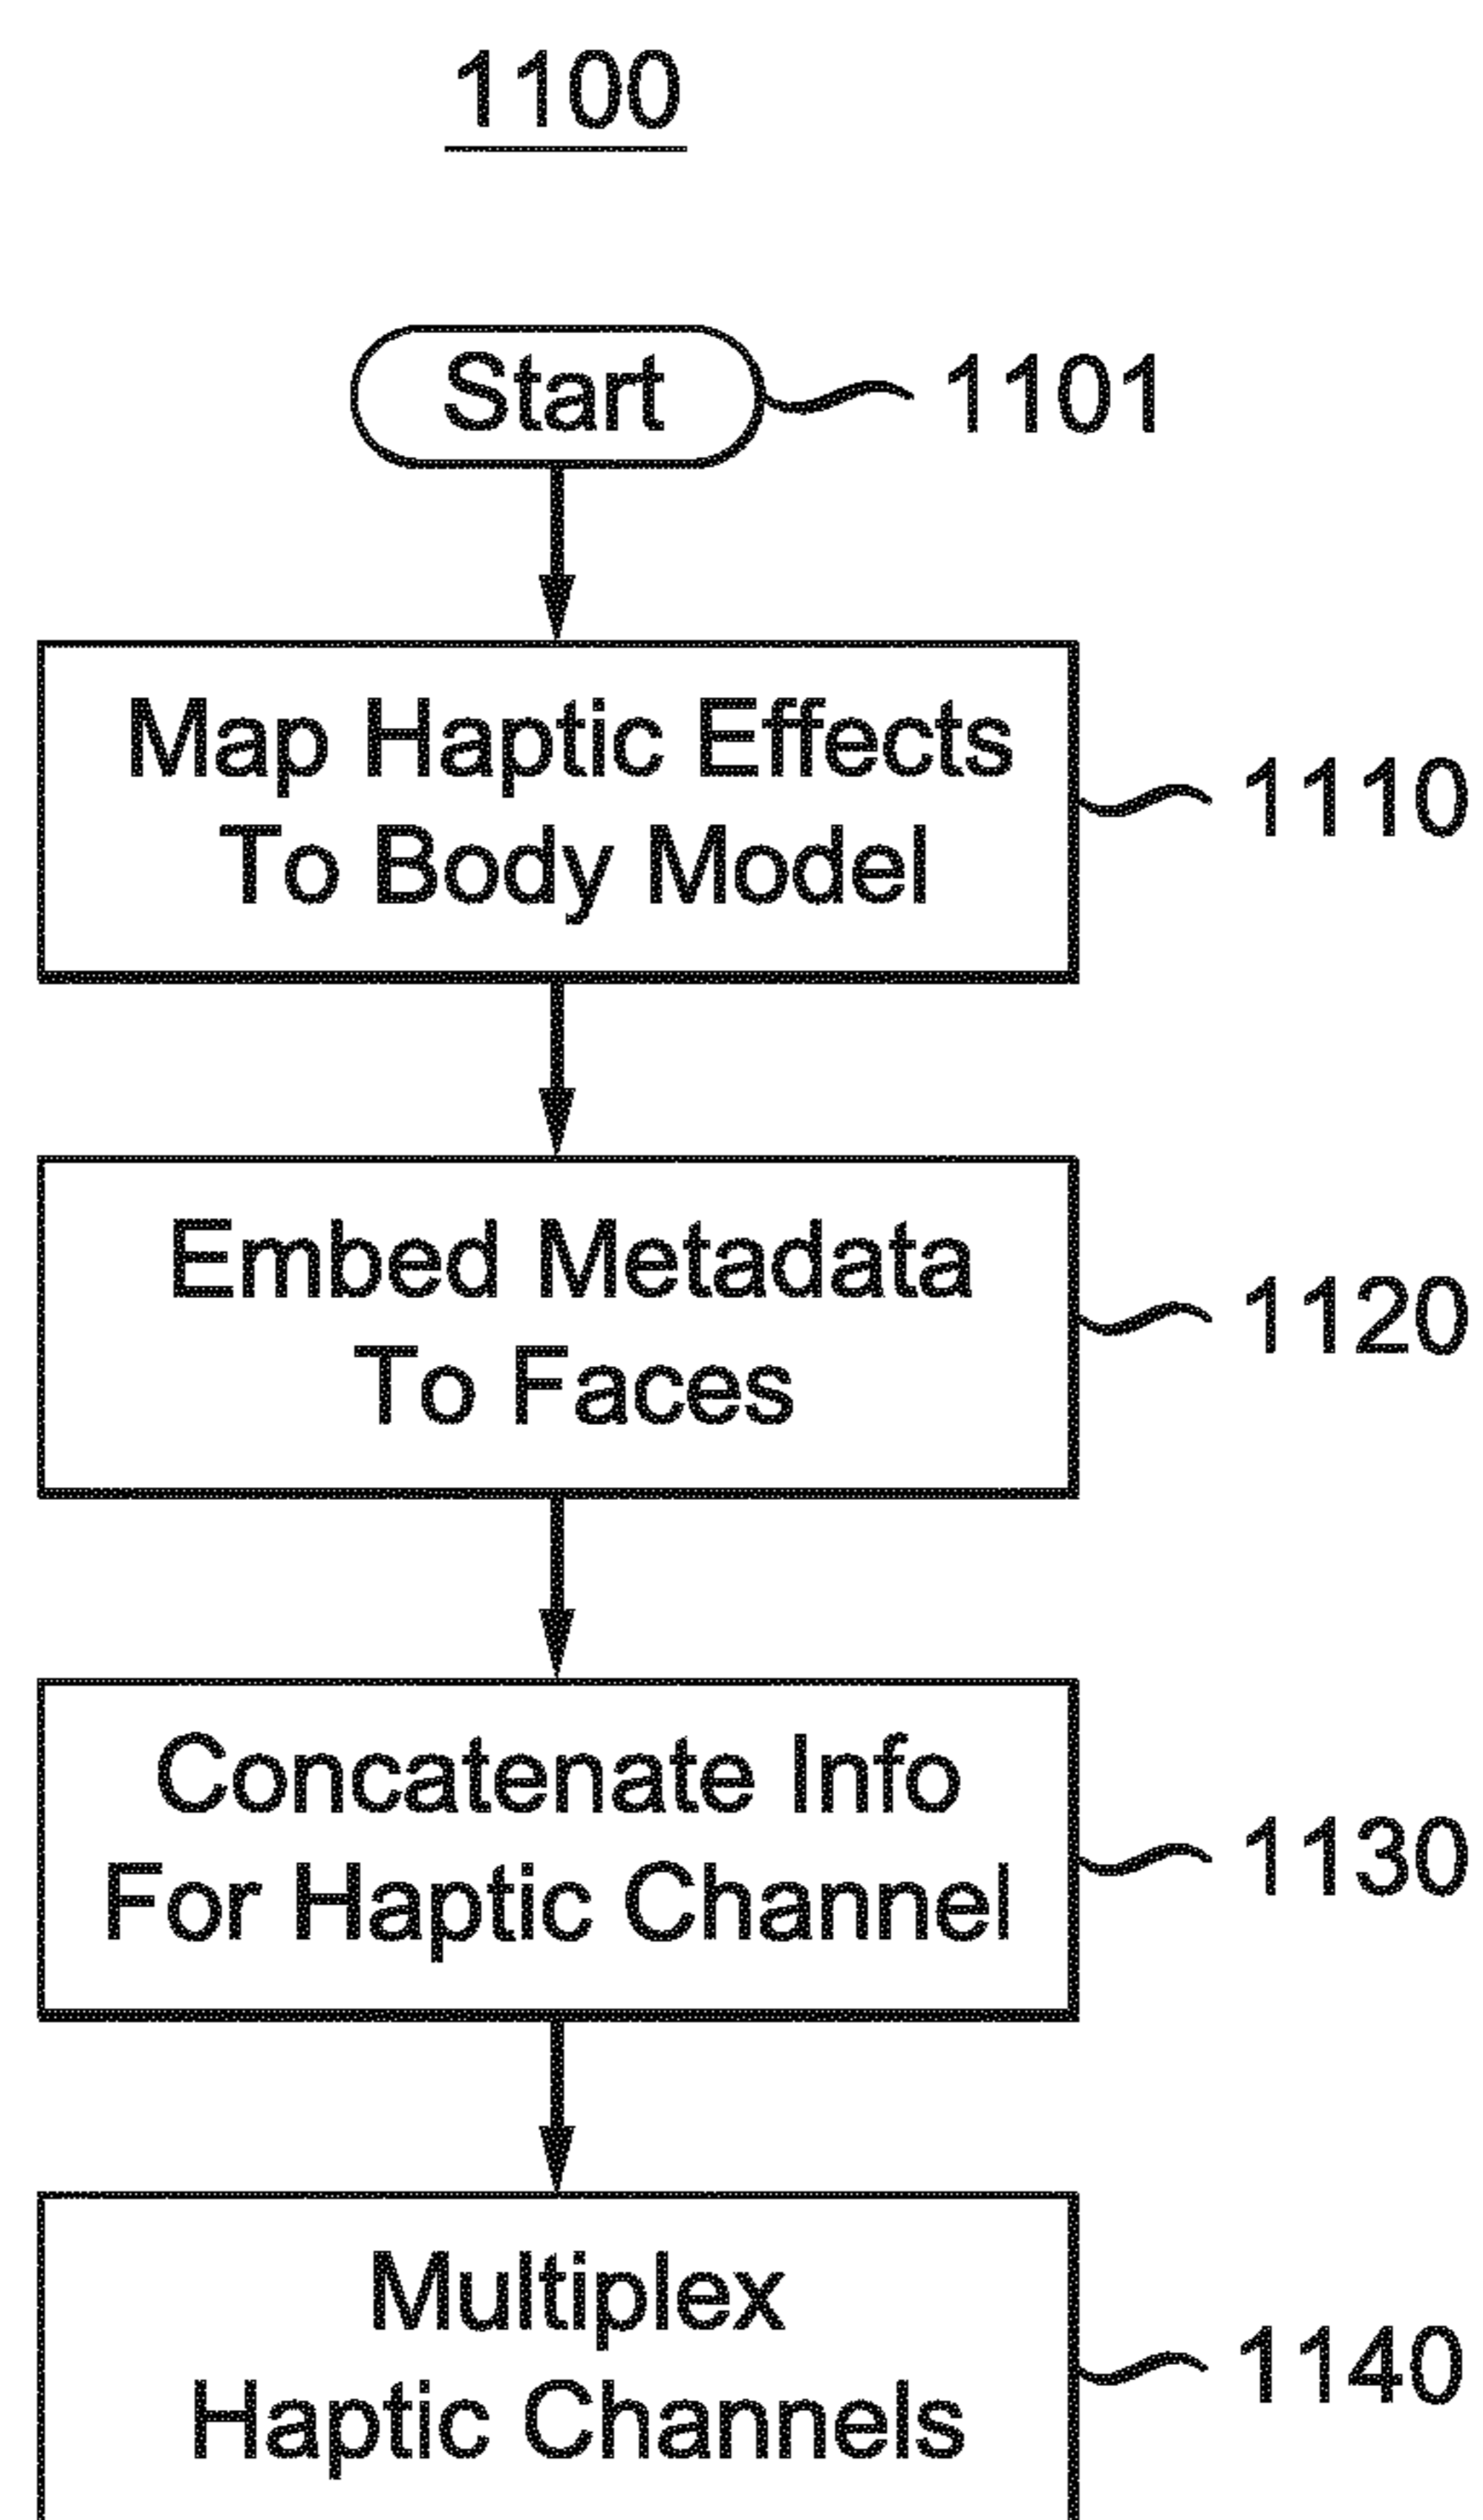 1100
Start
1101
Map Haptic Effects
To Body Model
1110
Embed Metadata
To Faces
1120
Concatenate Info
For Haptic Channel
1130
Multiplex
Haptic Channels
1140